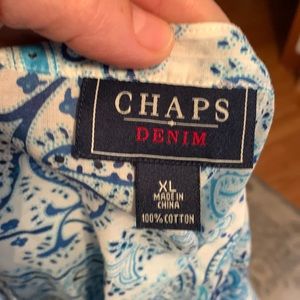 CHAPS
DENIM
XL
MADE IN
CHINA
100% COTTON